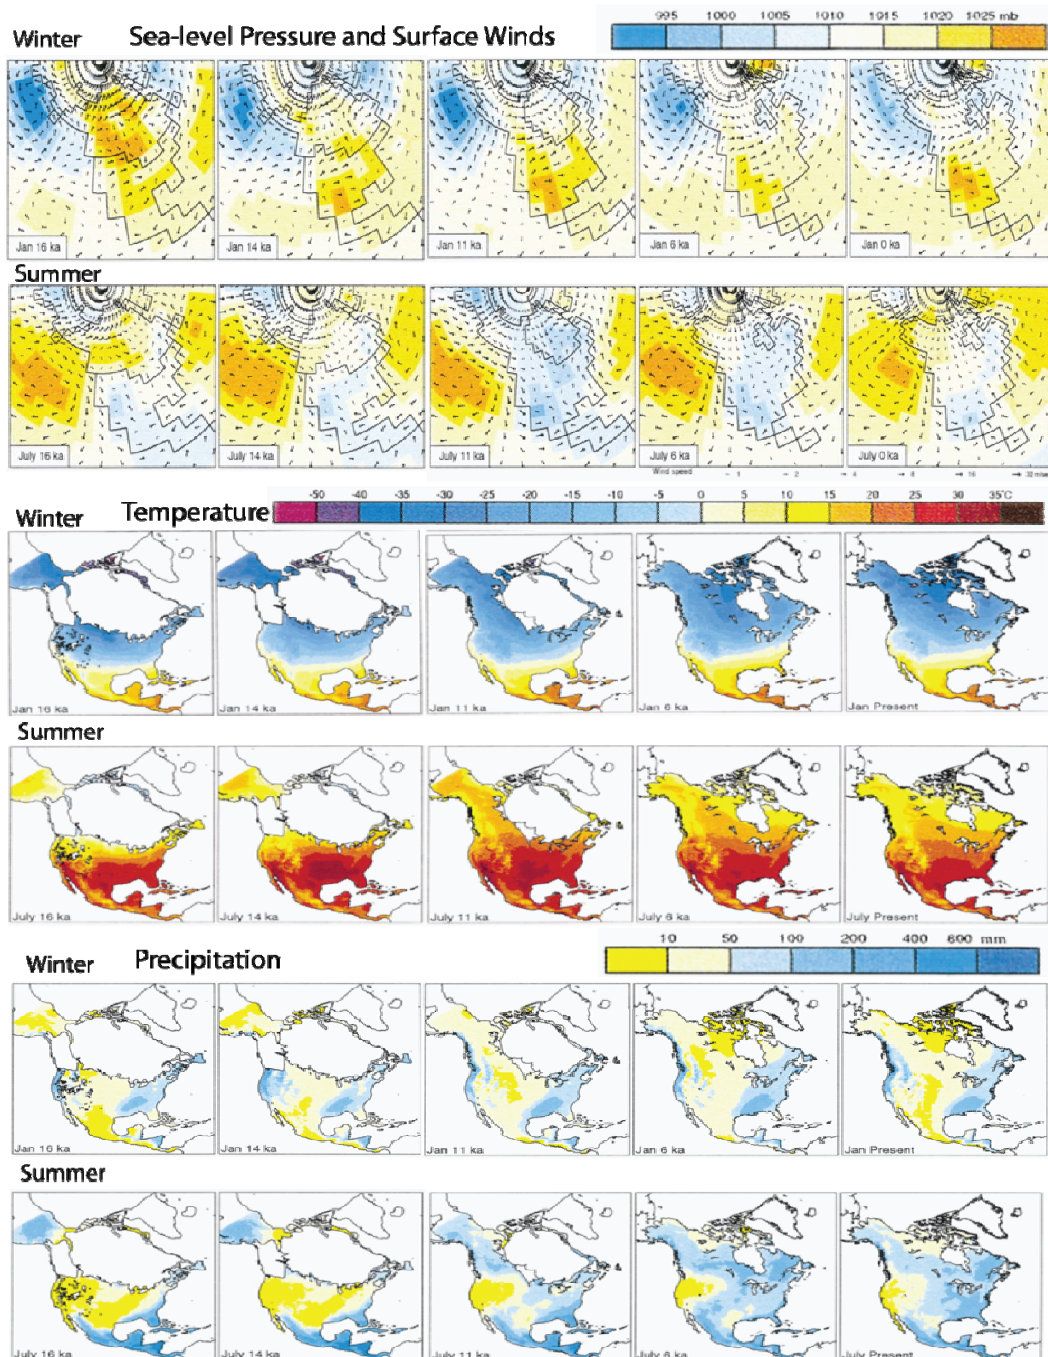 995 1000 1005 1010 1015 1020 1025 mb
Winter Sea-level Pressure and Surface Winds
Jan 16 ka Jan 14 ka Jan 11 ka Jan 6 ka Jan 0 ka
Summer
July 16 ka July 14 ka July 11 ka July 6 ka July 0 ka
Wind speed 1 2 4 8 16
-50 -40 -35 -30 -25 -20 -15 -10 -5 0 5 10 15 20 25 30 35°C
Winter Temperature
Jan 16 ka Jan 14 ka Jan 11 ka Jan 6 ka Jan Present
Summer
July 16 ka July 14 ka July 11 ka July 6 ka July Present
10 50 100 200 400 600 mm
Winter Precipitation
Jan 16 ka Jan 14 ka Jan 11 ka Jan 6 ka Jan Present
Summer
July 16 ka July 14 ka July 11 ka July 6 ka July Present